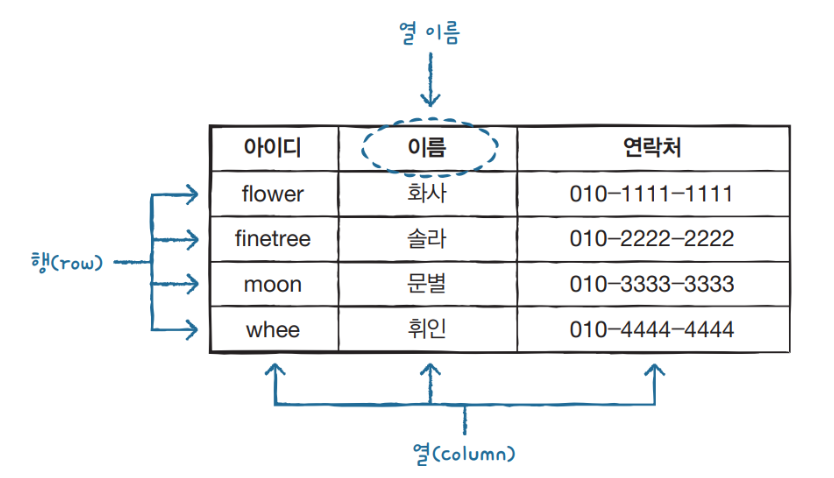 열 이름
아이디 이름 연락처
flower 화사 010-1111-1111
finetree 솔라 010-2222-2222
행(row)
moon 문별 010-3333-3333
whee 휘인 010-4444-4444
열(column)